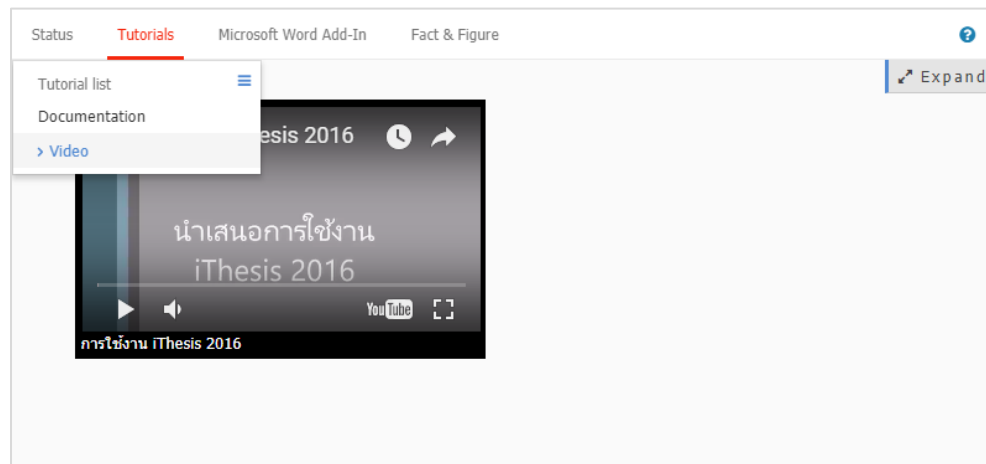 Status Tutorials Microsoft Word Add-In Fact & Figure
Tutorial list
Expand
Documentation
esis 2016
> Video
นำเสนอการใช้งาน
iThesis 2016
YouTube
การใช้งาน iThesis 2016